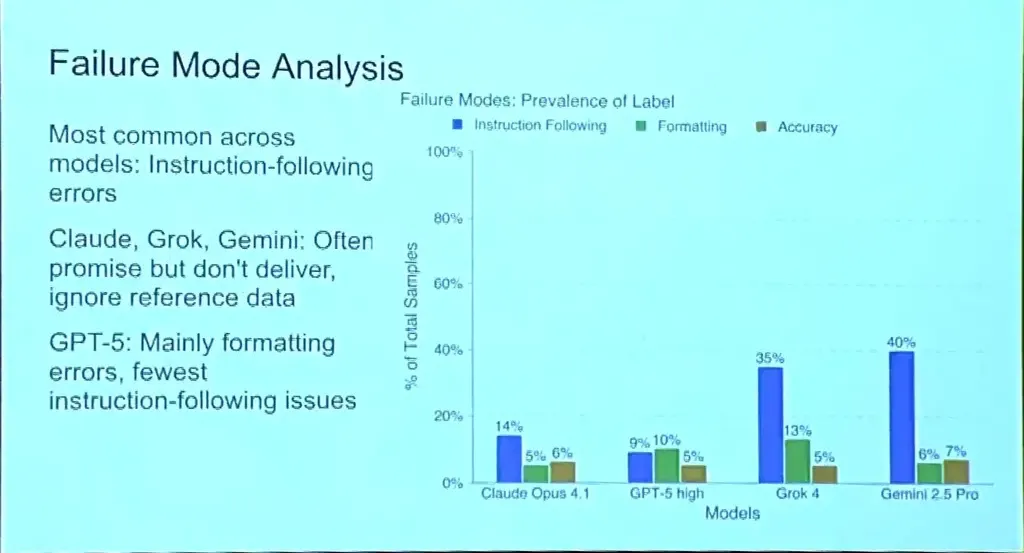 Failure Mode Analysis
Most common across
models: Instruction-following
errors
Claude, Grok, Gemini: Often
promise but don't deliver,
ignore reference data
GPT-5: Mainly formatting
errors, fewest
instruction-following issues
Failure Modes: Prevalence of Label
Instruction Following Formatting Accuracy
100%
80%
60%
40%
20%
0%
% of Total Samples
14% 5% 6%
9% 10% 5%
35% 13% 5%
40% 6% 7%
Claude Opus 4.1 GPT-5 high Grok 4 Gemini 2.5 Pro
Models